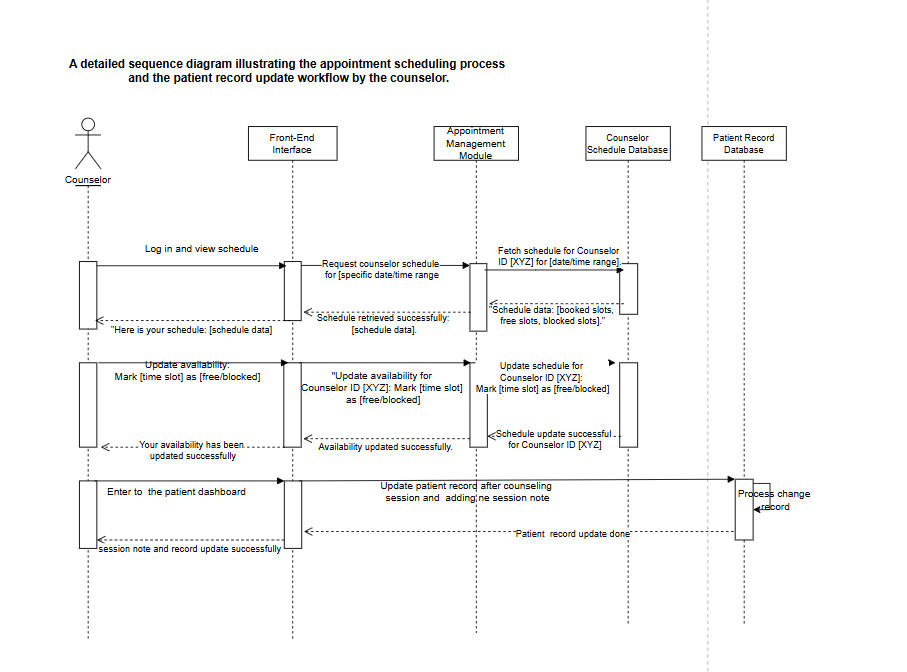 A detailed sequence diagram illustrating the appointment scheduling process
and the patient record update workflow by the counselor.
Counselor
Front-End
Interface
Appointment
Management
Module
Counselor
Schedule Database
Patient Record
Database
Log in and view schedule
Request counselor schedule
for [specific date/time range
Fetch schedule for Counselor
ID [XYZ] for [date/time range].
"Schedule data: [booked slots,
free slots, blocked slots]."
Schedule retrieved successfully:
[schedule data].
"Here is your schedule: [schedule data]
Update availability:
Mark [time slot] as [free/blocked]
"Update availability for
Counselor ID [XYZ]: Mark [time slot]
as [free/blocked]
Update schedule for
Counselor ID [XYZ]:
Mark [time slot] as [free/blocked]
Schedule update successful
for Counselor ID [XYZ]
Availability updated successfully.
Your availability has been
updated successfully
Enter to the patient dashboard
Update patient record after counseling
session and adding ne session note
Process change
record
Patient record update done
session note and record update successfully